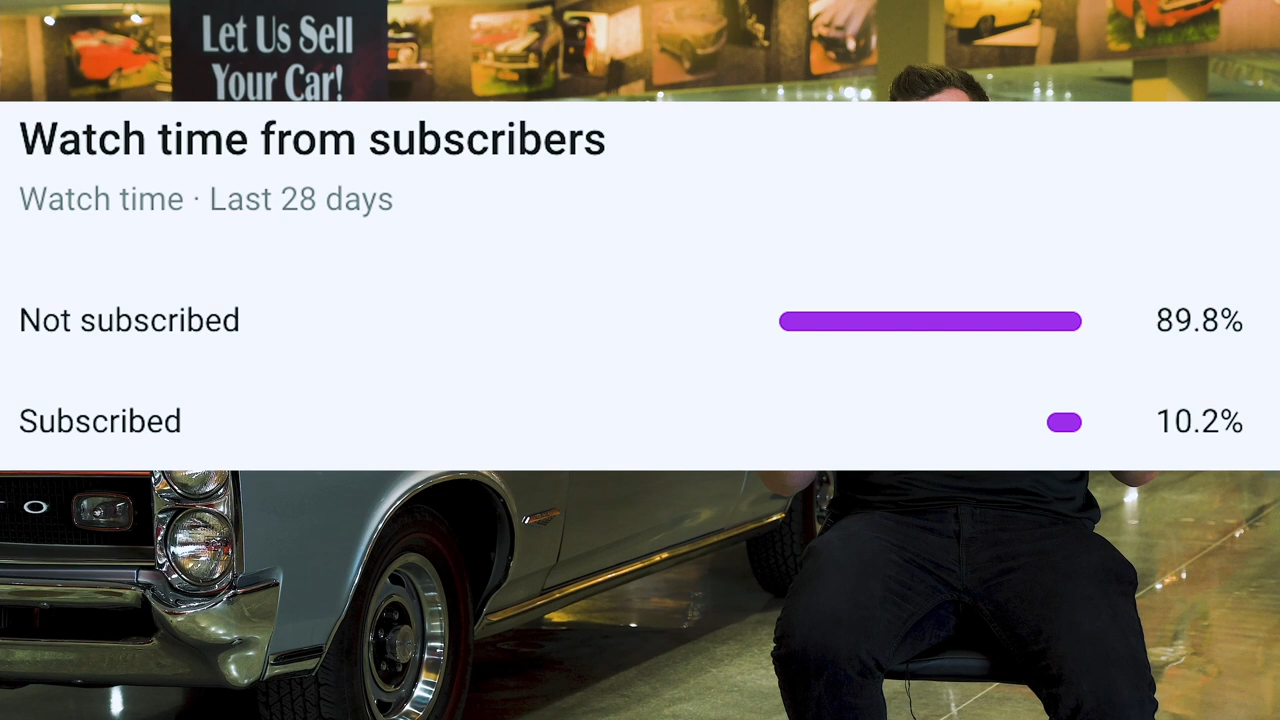 Let Us Sell
Your Car!
Watch time from subscribers
Watch time · Last 28 days
Not subscribed 89.8%
Subscribed 10.2%
T O